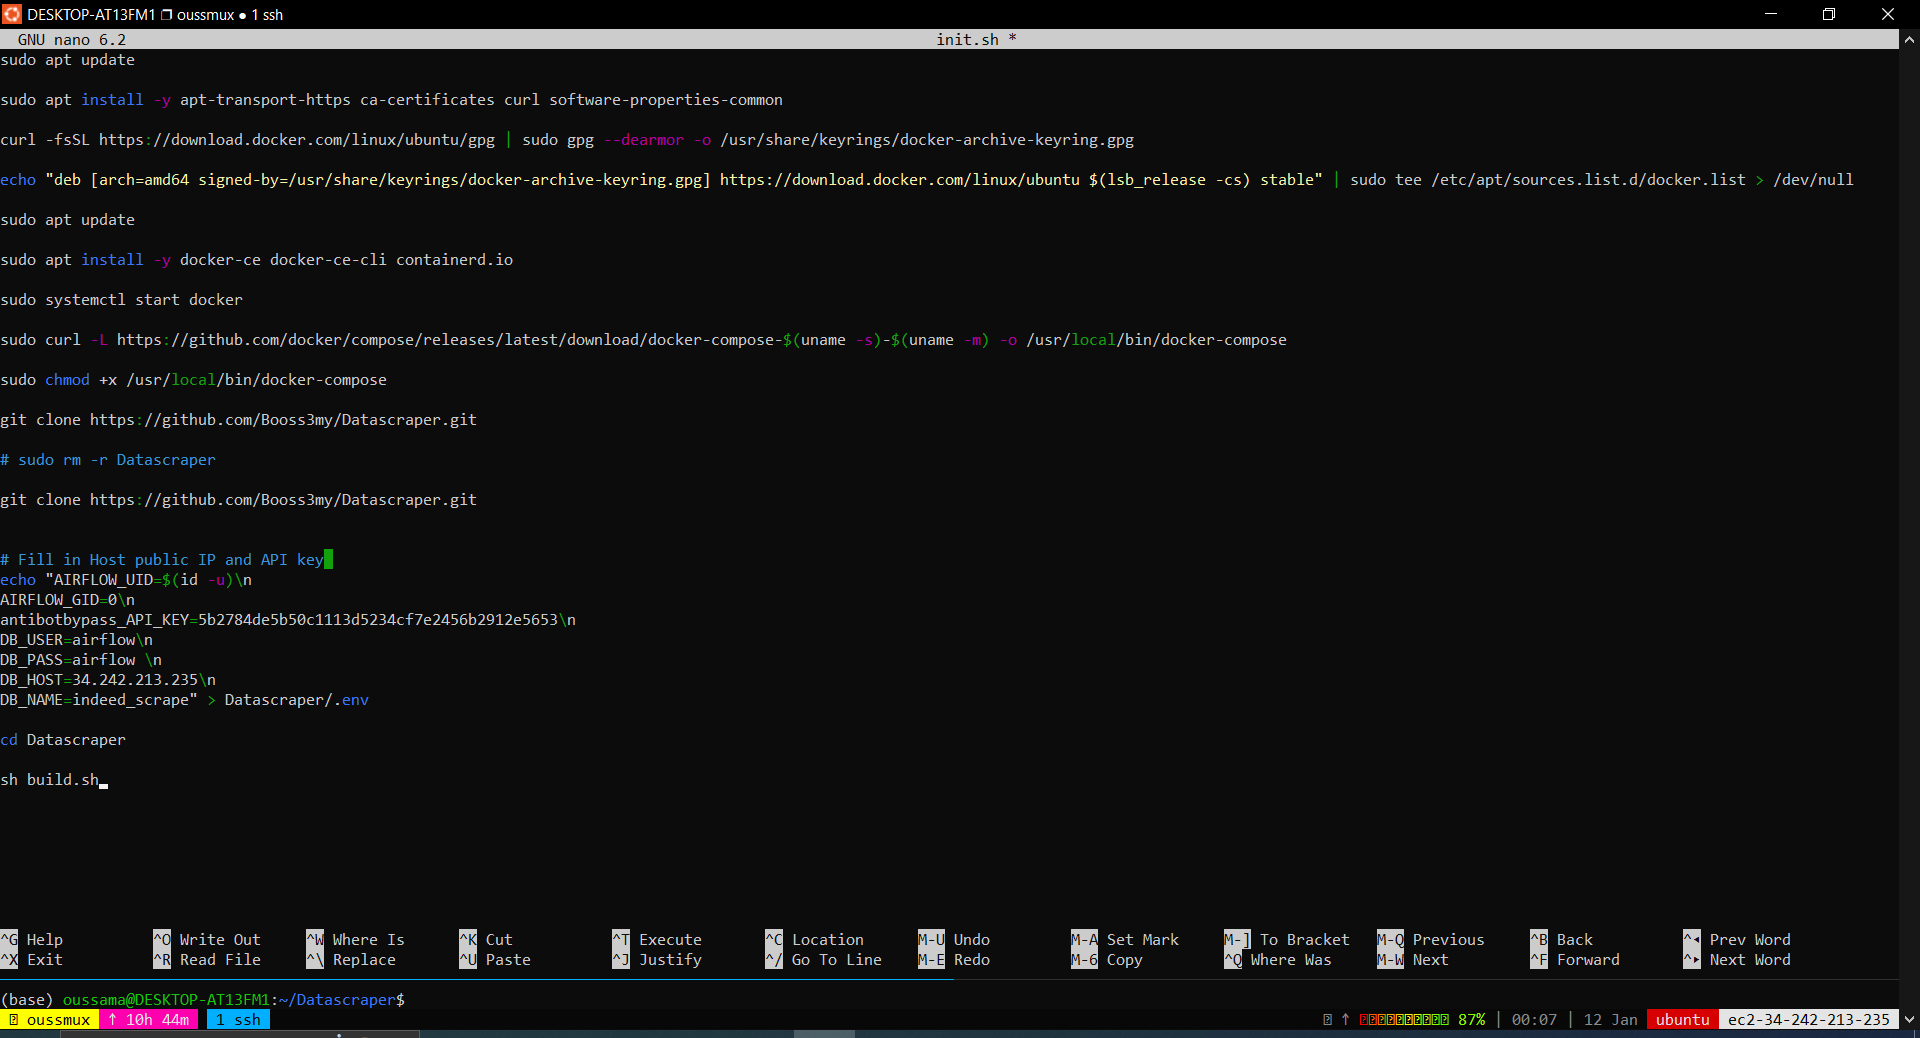 DESKTOP-AT13FM1 ❐ oussmux ● 1 ssh
GNU nano 6.2 init.sh *
sudo apt update
sudo apt install -y apt-transport-https ca-certificates curl software-properties-common
curl -fsSL https://download.docker.com/linux/ubuntu/gpg | sudo gpg --dearmor -o /usr/share/keyrings/docker-archive-keyring.gpg
echo "deb [arch=amd64 signed-by=/usr/share/keyrings/docker-archive-keyring.gpg] https://download.docker.com/linux/ubuntu $(lsb_release -cs) stable" | sudo tee /etc/apt/sources.list.d/docker.list > /dev/null
sudo apt update
sudo apt install -y docker-ce docker-ce-cli containerd.io
sudo systemctl start docker
sudo curl -L https://github.com/docker/compose/releases/latest/download/docker-compose-$(uname -s)-$(uname -m) -o /usr/local/bin/docker-compose
sudo chmod +x /usr/local/bin/docker-compose
git clone https://github.com/Booss3my/Datascraper.git
# sudo rm -r Datascraper
git clone https://github.com/Booss3my/Datascraper.git
# Fill in Host public IP and API key
echo "AIRFLOW_UID=$(id -u)\n
AIRFLOW_GID=0\n
antibotbypass_API_KEY=5b2784de5b50c1113d5234cf7e2456b2912e5653\n
DB_USER=airflow\n
DB_PASS=airflow \n
DB_HOST=34.242.213.235\n
DB_NAME=indeed_scrape" > Datascraper/.env
cd Datascraper
sh build.sh
^G Help ^O Write Out ^W Where Is ^K Cut ^T Execute ^C Location M-U Undo M-A Set Mark M-] To Bracket M-Q Previous ^B Back ^◂ Prev Word
^X Exit ^R Read File ^\ Replace ^U Paste ^J Justify ^/ Go To Line M-E Redo M-6 Copy ^Q Where Was M-W Next ^F Forward ^▸ Next Word
(base) oussama@DESKTOP-AT13FM1:~/Datascraper$
oussmux ↑ 10h 44m 1 ssh ↑ 87% | 00:07 | 12 Jan ubuntu ec2-34-242-213-235